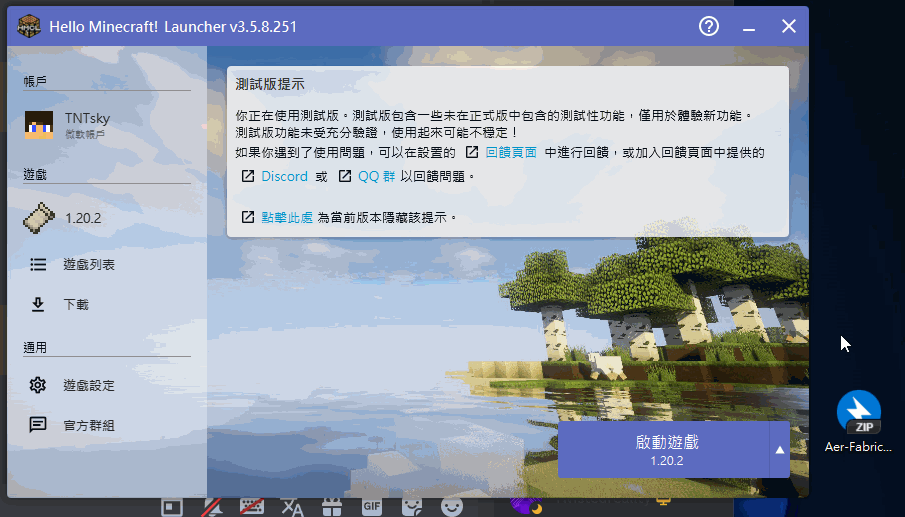 Hello Minecraft! Launcher v3.5.8.251
帳戶
TNTsky
微軟帳戶
遊戲
1.20.2
遊戲列表
下載
通用
遊戲設定
官方群組
測試版提示
你正在使用測試版。測試版包含一些未在正式版中包含的測試性功能，僅用於體驗新功能。
測試版功能未受充分驗證，使用起來可能不穩定！
如果你遇到了使用問題，可以在設置的 回饋頁面 中進行回饋，或加入回饋頁面中提供的
Discord 或 QQ 群 以回饋問題。
點擊此處 為當前版本隱藏該提示。
啟動遊戲
1.20.2
ZIP
Aer-Fabric...
GIF